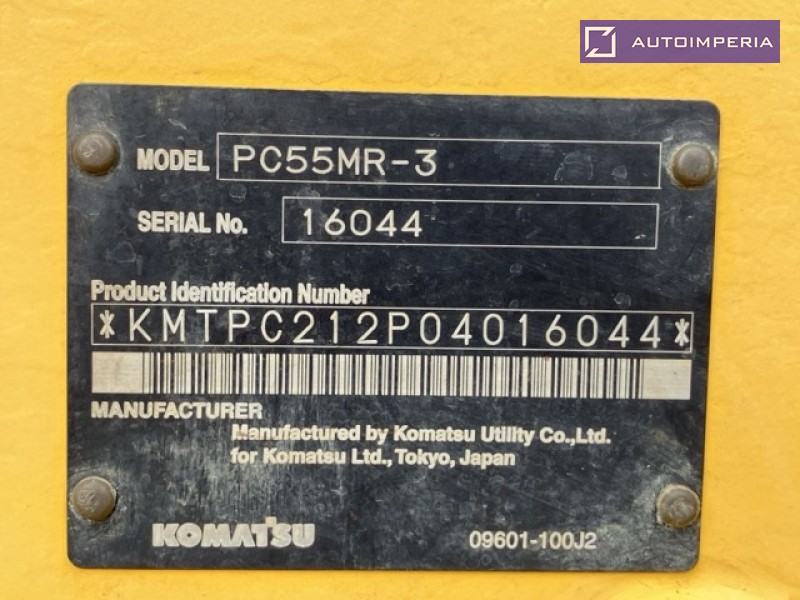 AUTOIMPERIA
MODEL PC55MR-3
SERIAL No. 16044
Product Identification Number
*KMTPC212P04016044*
MANUFACTURER
Manufactured by Komatsu Utility Co.,Ltd.
for Komatsu Ltd., Tokyo, Japan
KOMATSU 09601-100J2